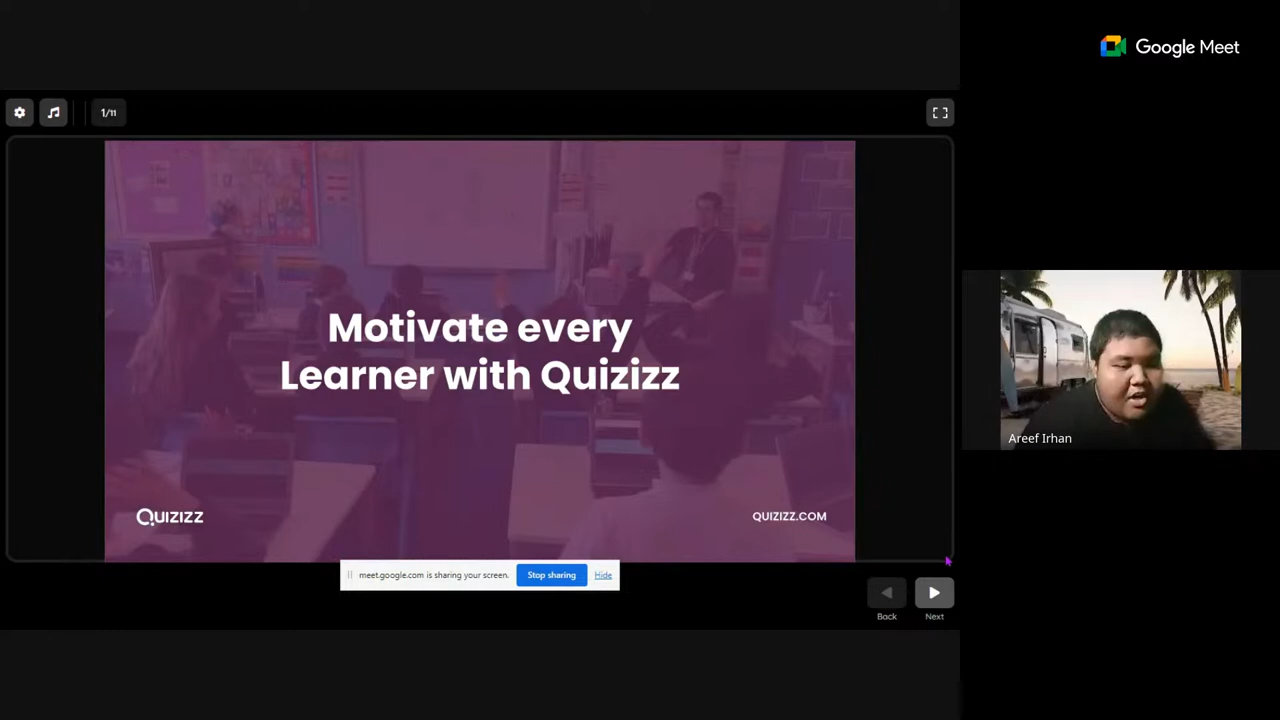 Google Meet
1/11
Motivate every
Learner with Quizizz
QUIZIZZ
QUIZIZZ.COM
meet.google.com is sharing your screen.
Stop sharing
Hide
Back
Next
Areef Irhan